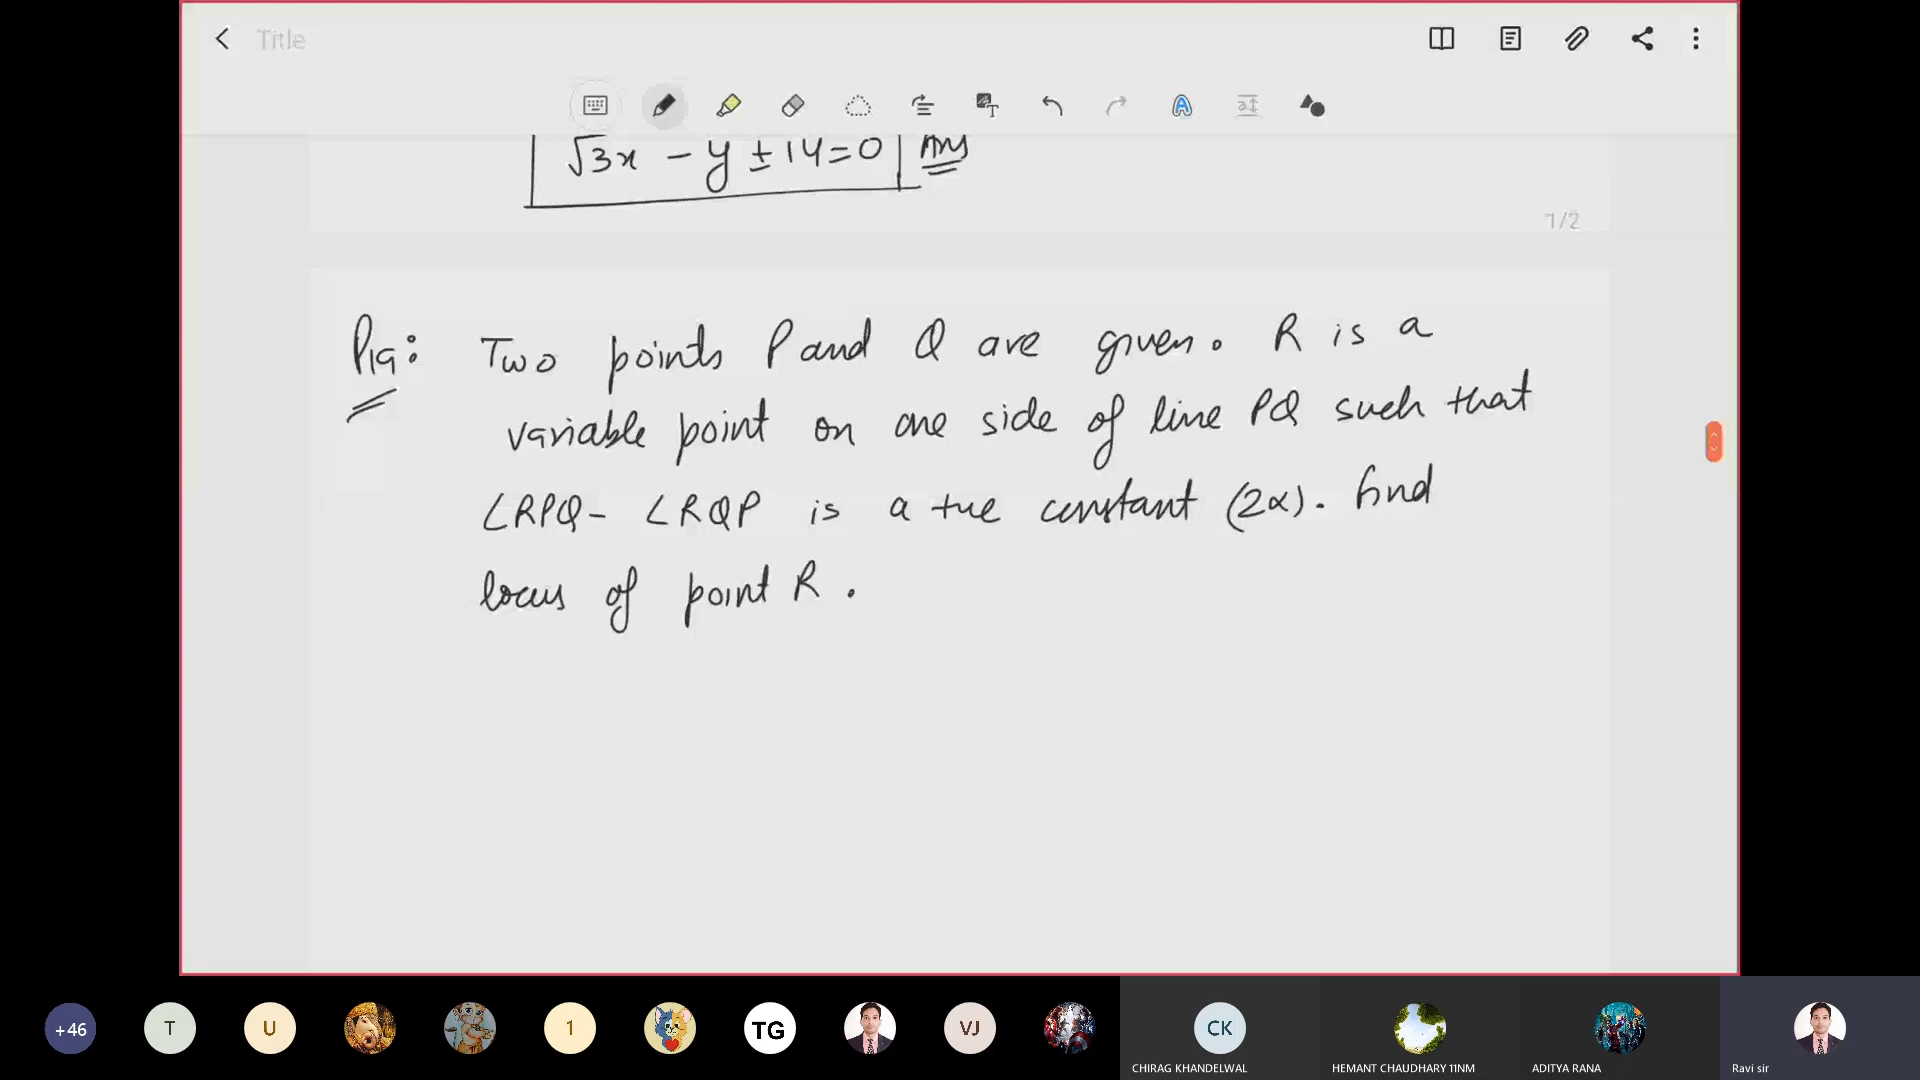 Title
√3x - y ± 14 = 0 Ans
1/2
P19: Two points P and Q are given. R is a
variable point on one side of line PQ such that
∠RPQ - ∠RQP is a +ve constant (2α). Find
locus of point R.
+46 T U 1 TG VJ CK
CHIRAG KHANDELWAL HEMANT CHAUDHARY 11NM ADITYA RANA Ravi sir